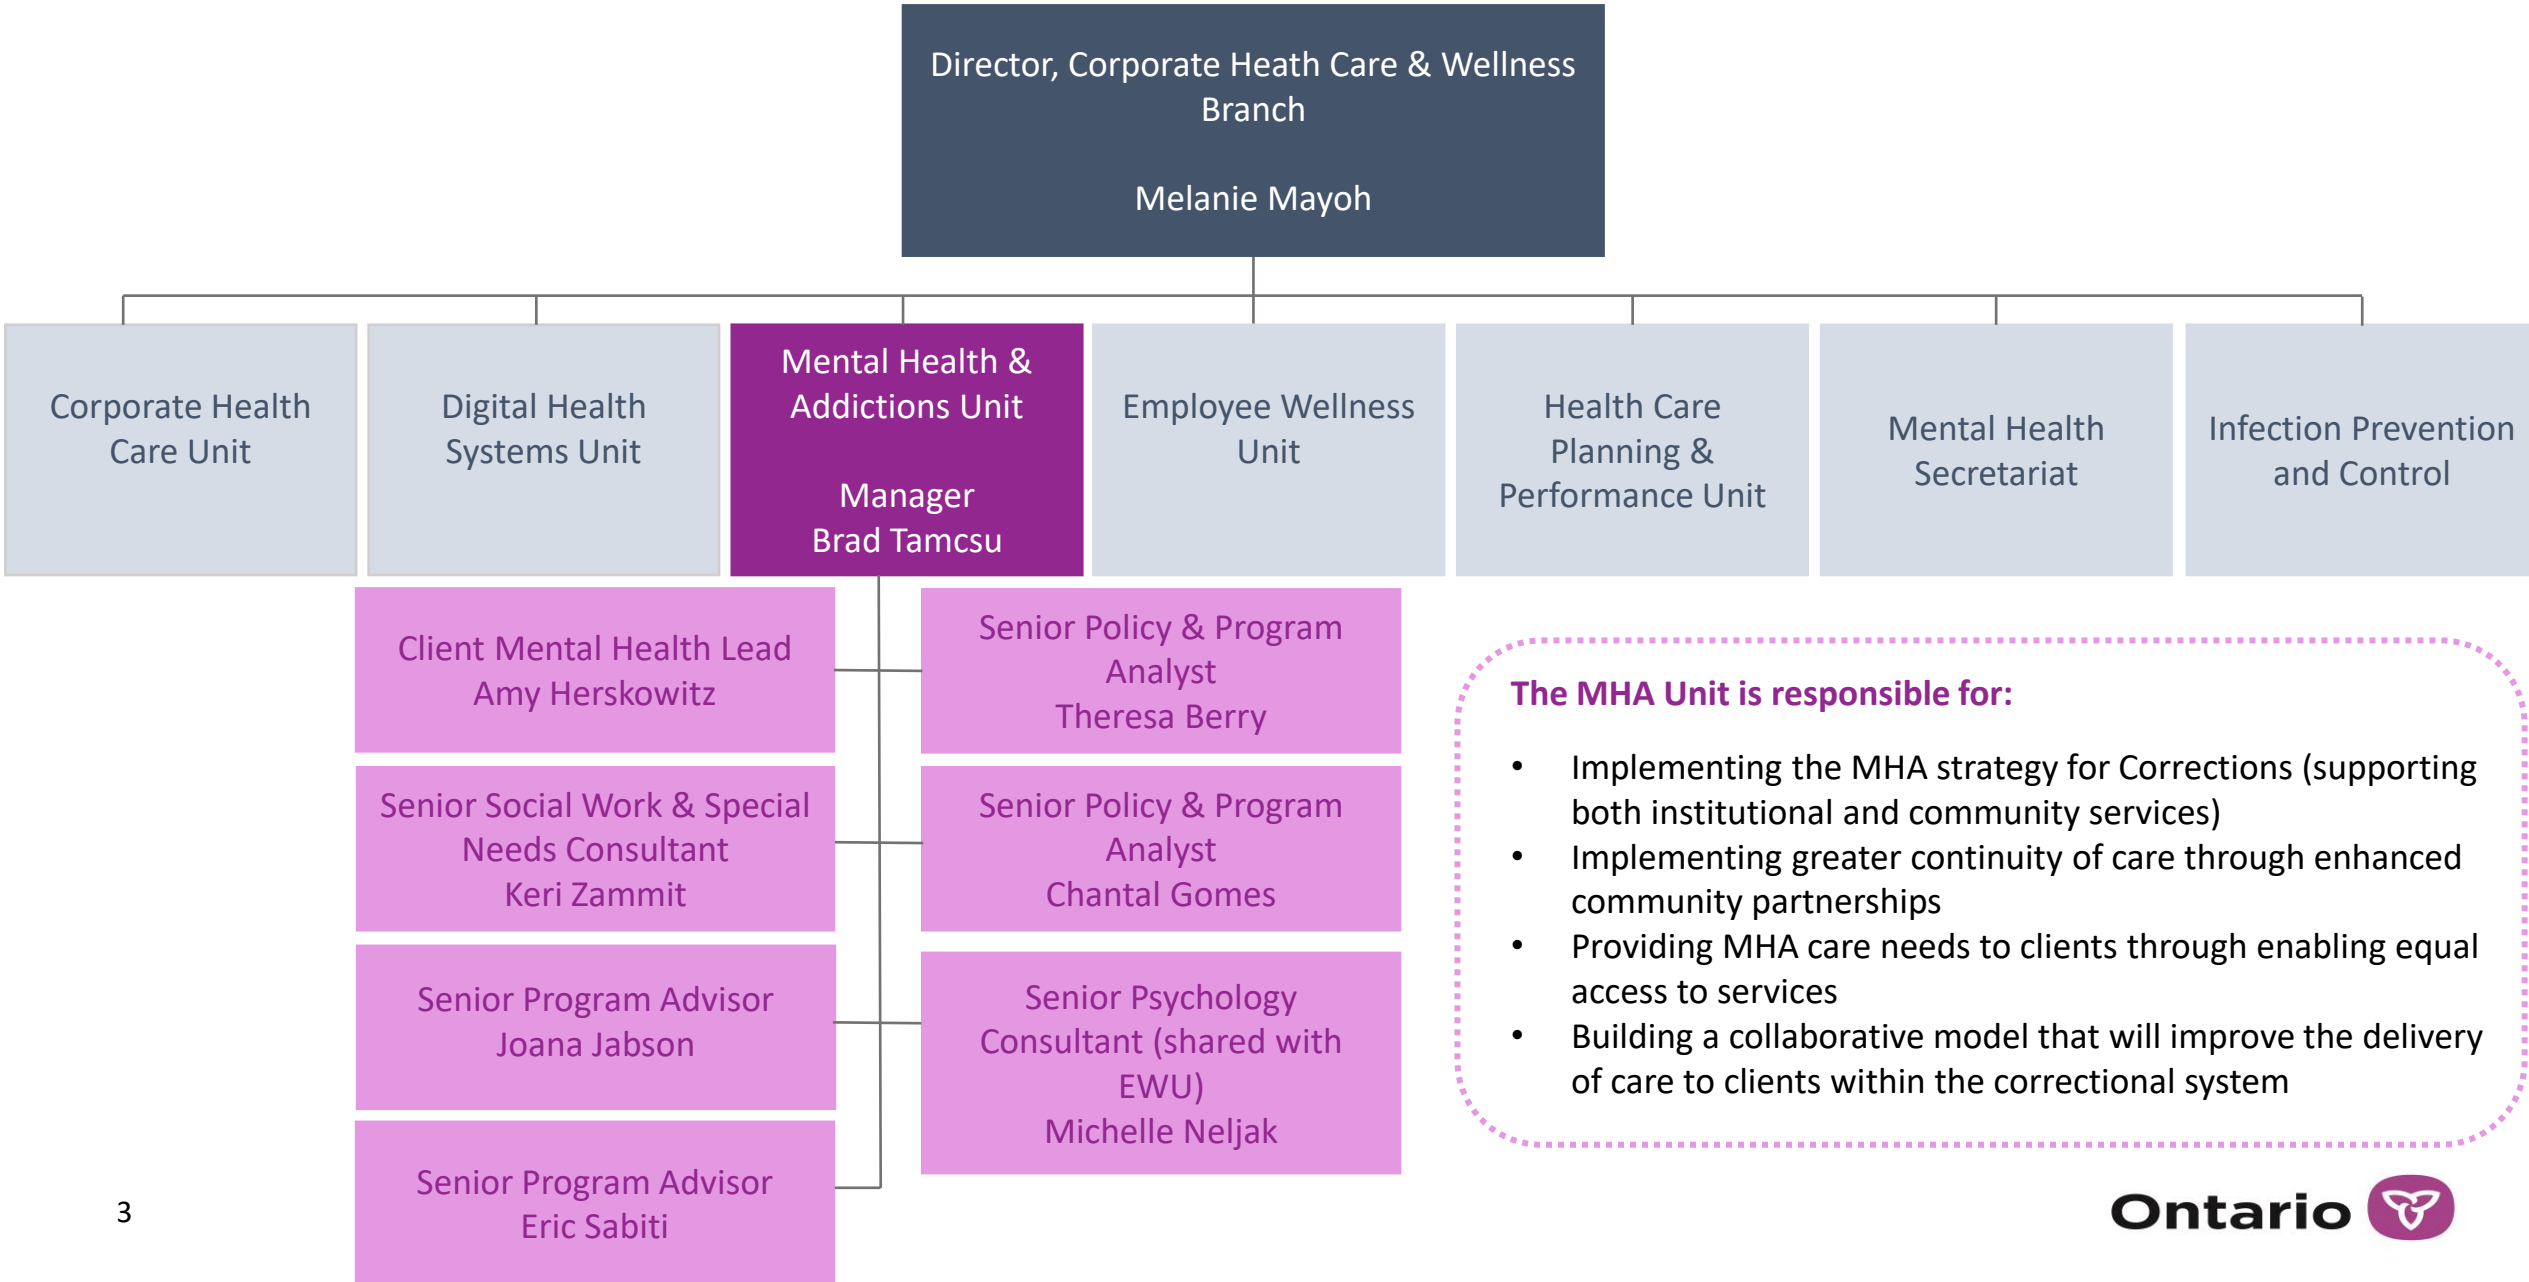 Director, Corporate Heath Care & Wellness
Branch
Melanie Mayoh
Corporate Health
Care Unit
Digital Health
Systems Unit
Mental Health &
Addictions Unit
Manager
Brad Tamcsu
Employee Wellness
Unit
Health Care
Planning &
Performance Unit
Mental Health
Secretariat
Infection Prevention
and Control
Client Mental Health Lead
Amy Herskowitz
Senior Policy & Program
Analyst
Theresa Berry
Senior Social Work & Special
Needs Consultant
Keri Zammit
Senior Policy & Program
Analyst
Chantal Gomes
Senior Program Advisor
Joana Jabson
Senior Psychology
Consultant (shared with
EWU)
Michelle Neljak
Senior Program Advisor
Eric Sabiti
The MHA Unit is responsible for:
• Implementing the MHA strategy for Corrections (supporting
both institutional and community services)
• Implementing greater continuity of care through enhanced
community partnerships
• Providing MHA care needs to clients through enabling equal
access to services
• Building a collaborative model that will improve the delivery
of care to clients within the correctional system
3
Ontario